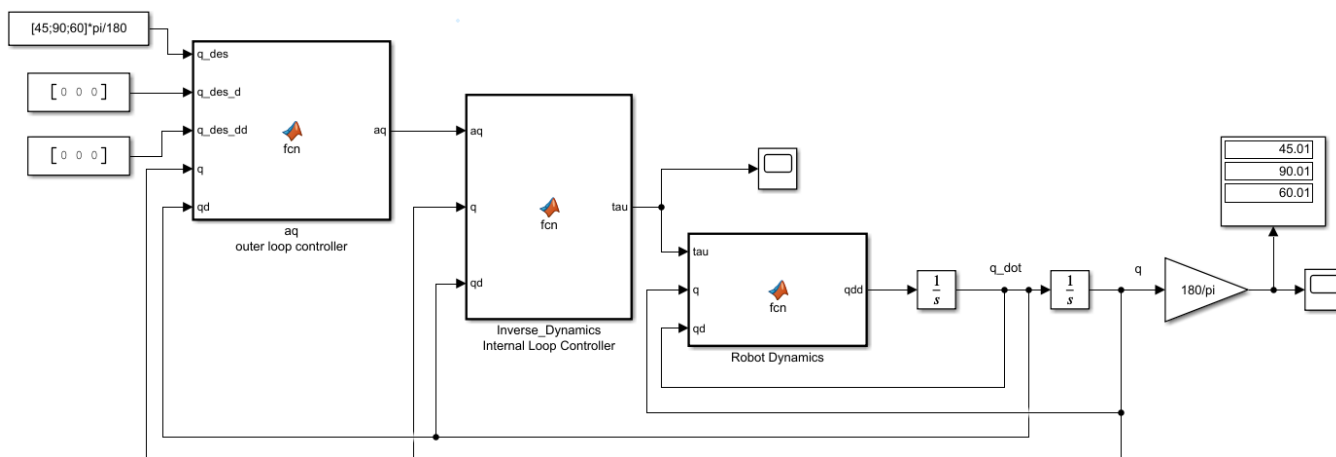 [45;90;60]*pi/180
[0 0 0]
[0 0 0]
q_des
q_des_d
q_des_dd
q
qd
fcn
aq
aq
outer loop controller
aq
q
qd
fcn
tau
Inverse_Dynamics
Internal Loop Controller
tau
q
qd
fcn
qdd
Robot Dynamics
1
s
q_dot
1
s
q
180/pi
45.01
90.01
60.01